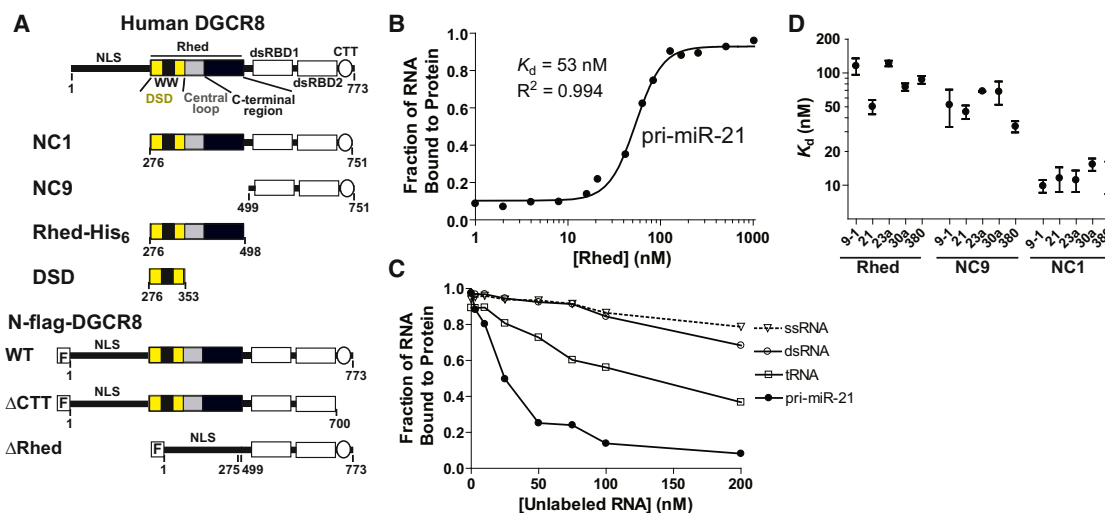 A
Human DGCR8
Rhed
NLS
dsRBD1
CTT
WW
dsRBD2
1
773
DSD
Central
loop
C-terminal
region
NC1
276
751
NC9
499
751
Rhed-His6
276
498
DSD
276
353
N-flag-DGCR8
WT
F
NLS
1
773
ΔCTT
F
NLS
1
700
ΔRhed
F
NLS
1
275
499
773
B
Fraction of RNA
Bound to Protein
1.0
0.8
0.6
0.4
0.2
0.0
Kd = 53 nM
R2 = 0.994
pri-miR-21
1
10
100
1000
[Rhed] (nM)
C
Fraction of RNA
Bound to Protein
1.0
0.8
0.6
0.4
0.2
0.0
0
50
100
150
200
[Unlabeled RNA] (nM)
ssRNA
dsRNA
tRNA
pri-miR-21
D
Kd (nM)
200
100
50
10
9-1
21
23a
30a
380
9-1
21
23a
30a
380
9-1
21
23a
30a
Rhed
NC9
NC1